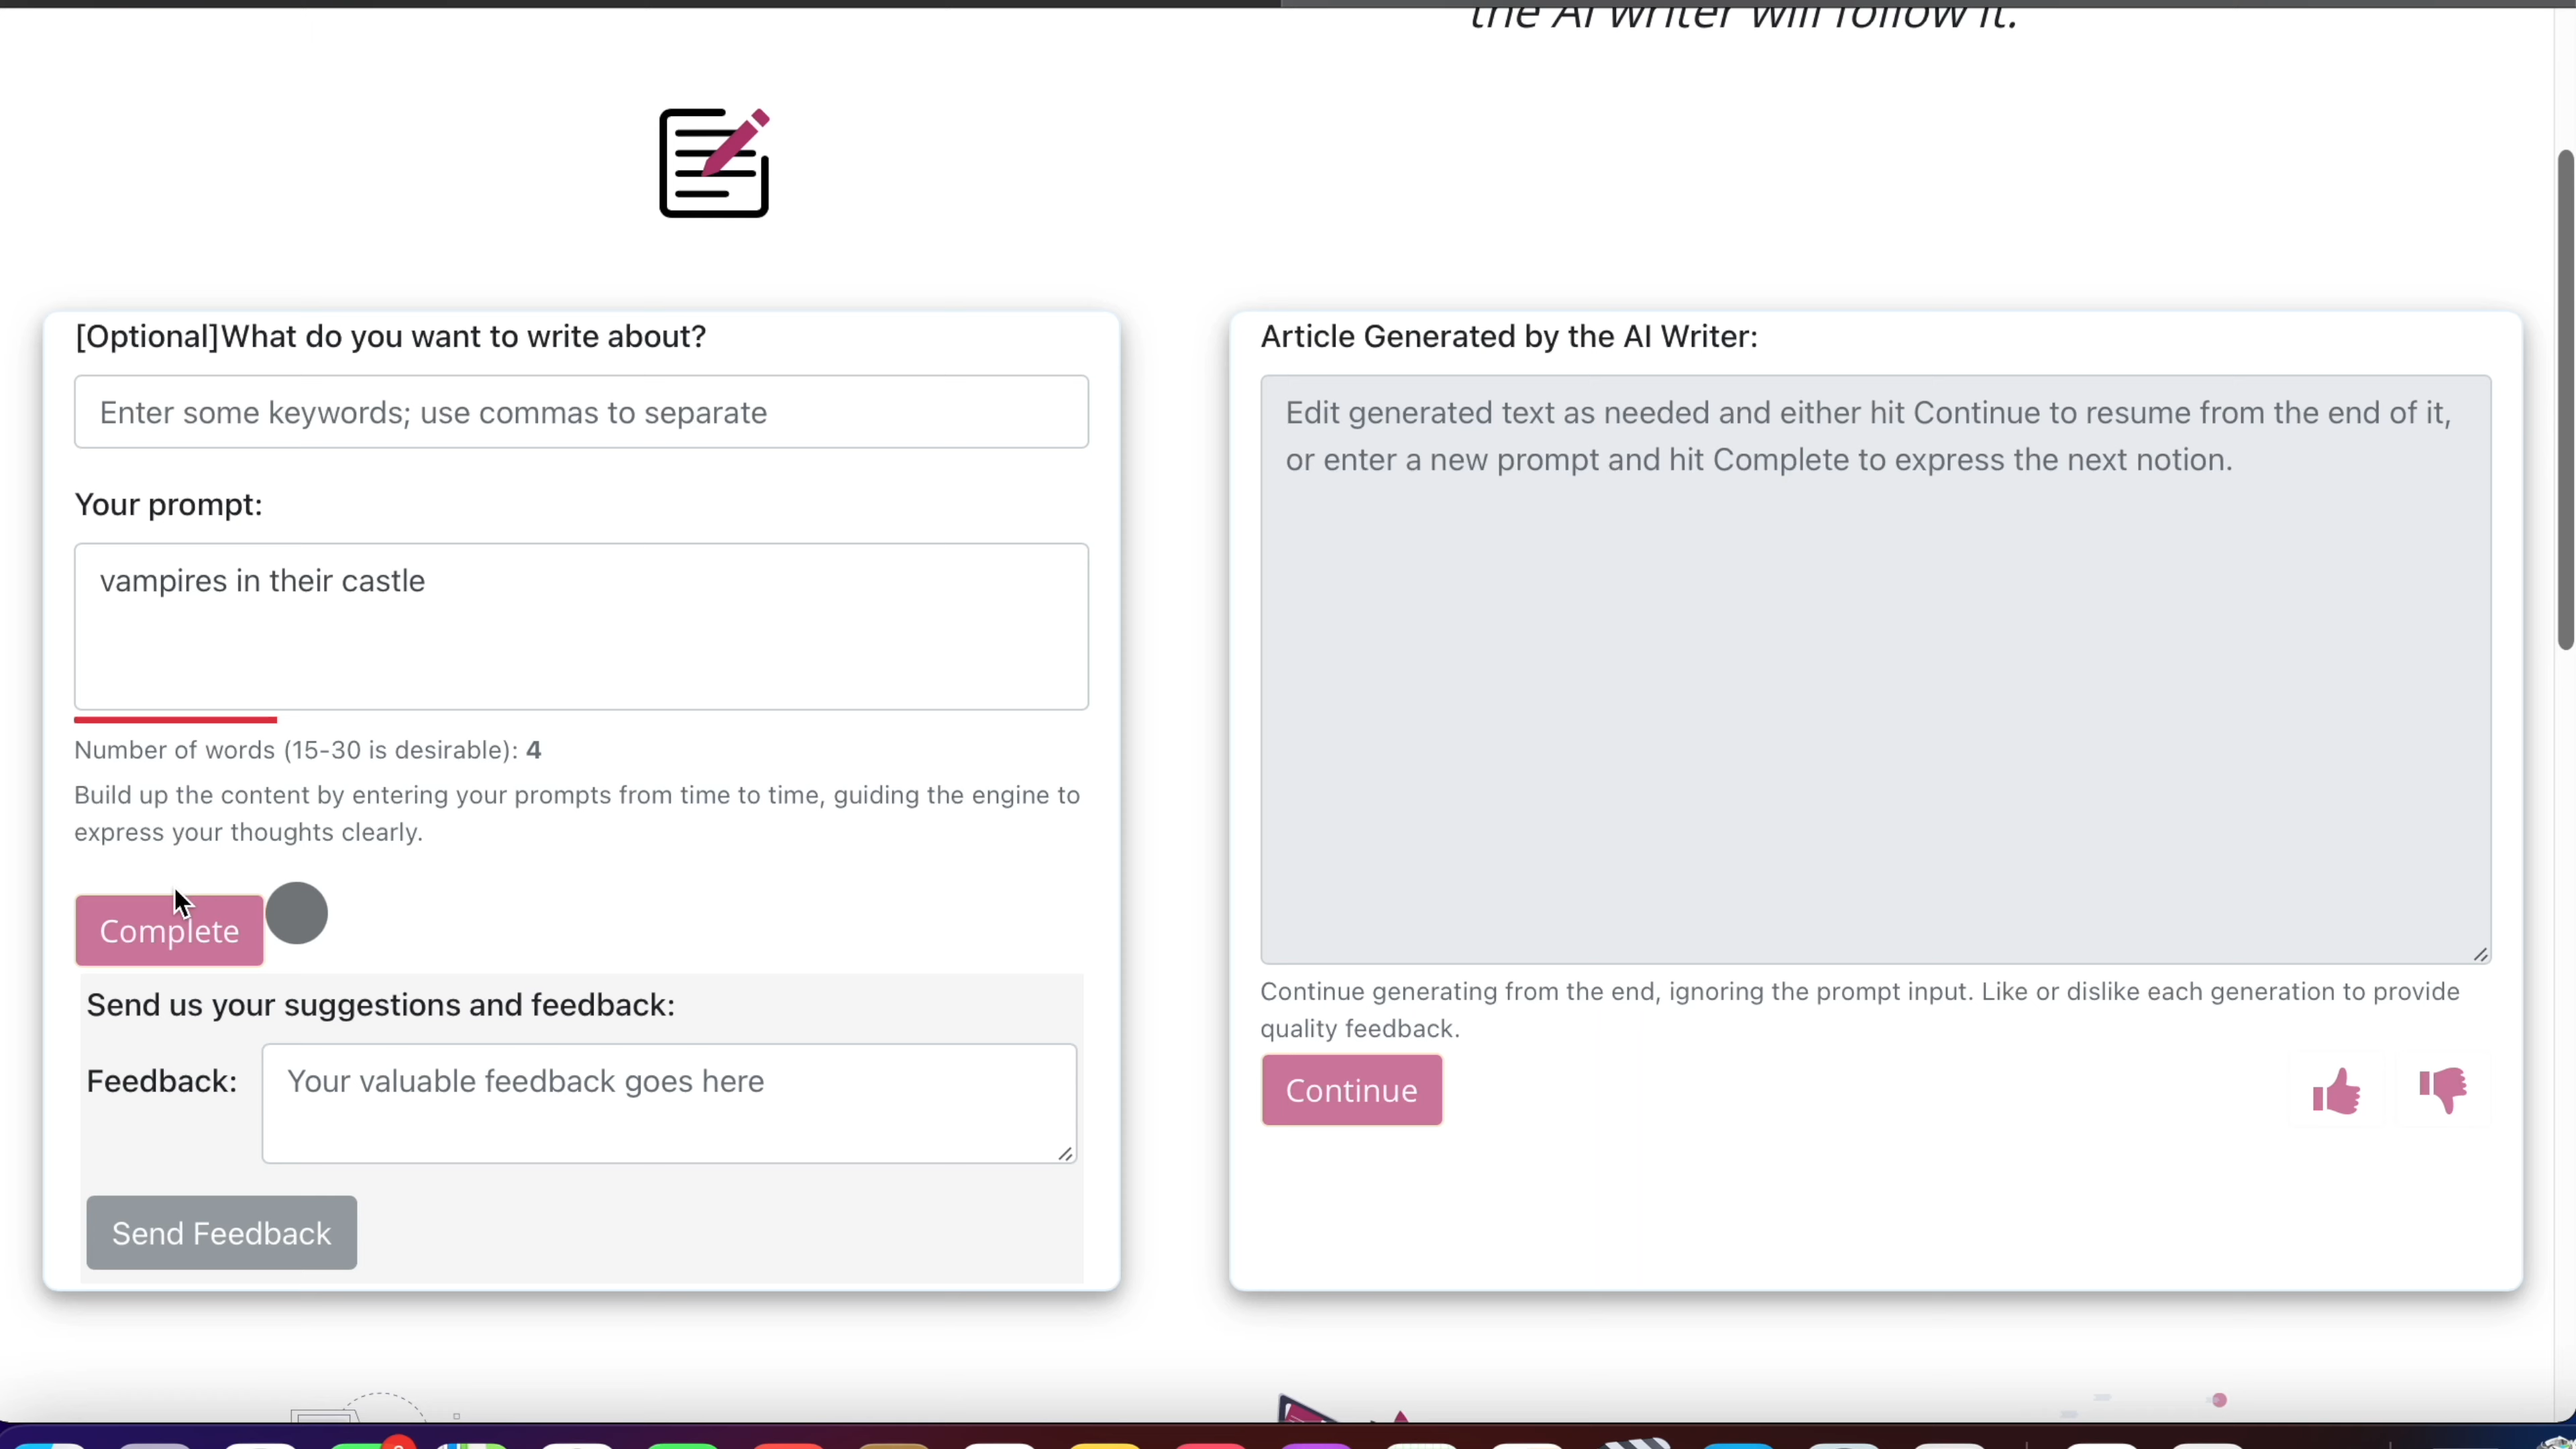 the AI writer will follow it.
[Optional]What do you want to write about?
Enter some keywords; use commas to separate
Your prompt:
vampires in their castle
Number of words (15-30 is desirable): 4
Build up the content by entering your prompts from time to time, guiding the engine to
express your thoughts clearly.
Complete
Send us your suggestions and feedback:
Feedback:
Your valuable feedback goes here
Send Feedback
Article Generated by the AI Writer:
Edit generated text as needed and either hit Continue to resume from the end of it,
or enter a new prompt and hit Complete to express the next notion.
Continue generating from the end, ignoring the prompt input. Like or dislike each generation to provide
quality feedback.
Continue